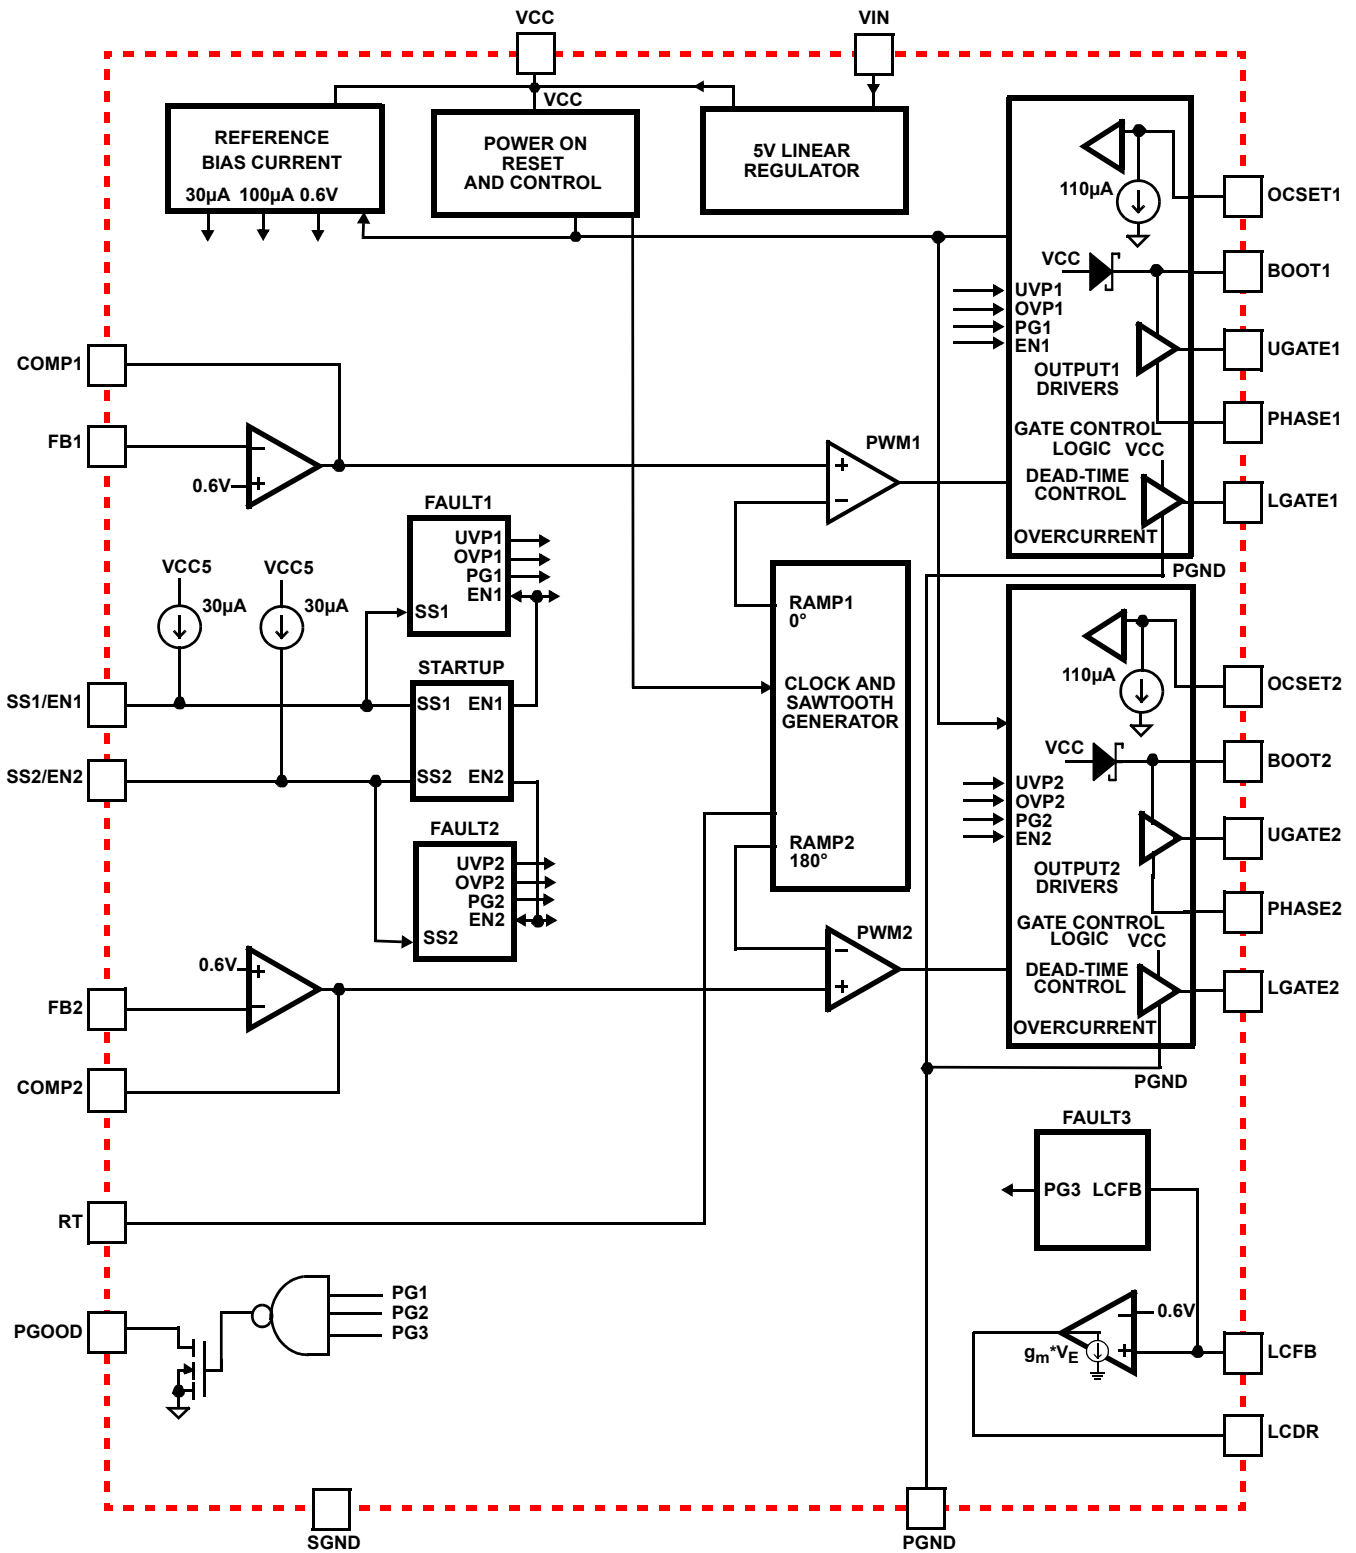 VCC
VIN
VCC
REFERENCE
BIAS CURRENT
30µA 100µA 0.6V
POWER ON
RESET
AND CONTROL
5V LINEAR
REGULATOR
110µA
OCSET1
VCC
BOOT1
UVP1
OVP1
PG1
EN1
UGATE1
OUTPUT1
DRIVERS
PHASE1
GATE CONTROL
LOGIC VCC
DEAD-TIME
CONTROL
LGATE1
OVERCURRENT
PGND
COMP1
FB1
0.6V
PWM1
FAULT1
UVP1
OVP1
PG1
EN1
SS1
VCC5
30µA
VCC5
30µA
STARTUP
SS1 EN1
SS2 EN2
SS1/EN1
SS2/EN2
RAMP1
0°
CLOCK AND
SAWTOOTH
GENERATOR
RAMP2
180°
FAULT2
UVP2
OVP2
PG2
EN2
SS2
110µA
OCSET2
VCC
BOOT2
UVP2
OVP2
PG2
EN2
UGATE2
OUTPUT2
DRIVERS
PHASE2
GATE CONTROL
LOGIC VCC
DEAD-TIME
CONTROL
LGATE2
OVERCURRENT
PGND
PWM2
0.6V
FB2
COMP2
FAULT3
PG3 LCFB
RT
PG1
PG2
PG3
PGOOD
0.6V
gm*VE
LCFB
LCDR
SGND
PGND